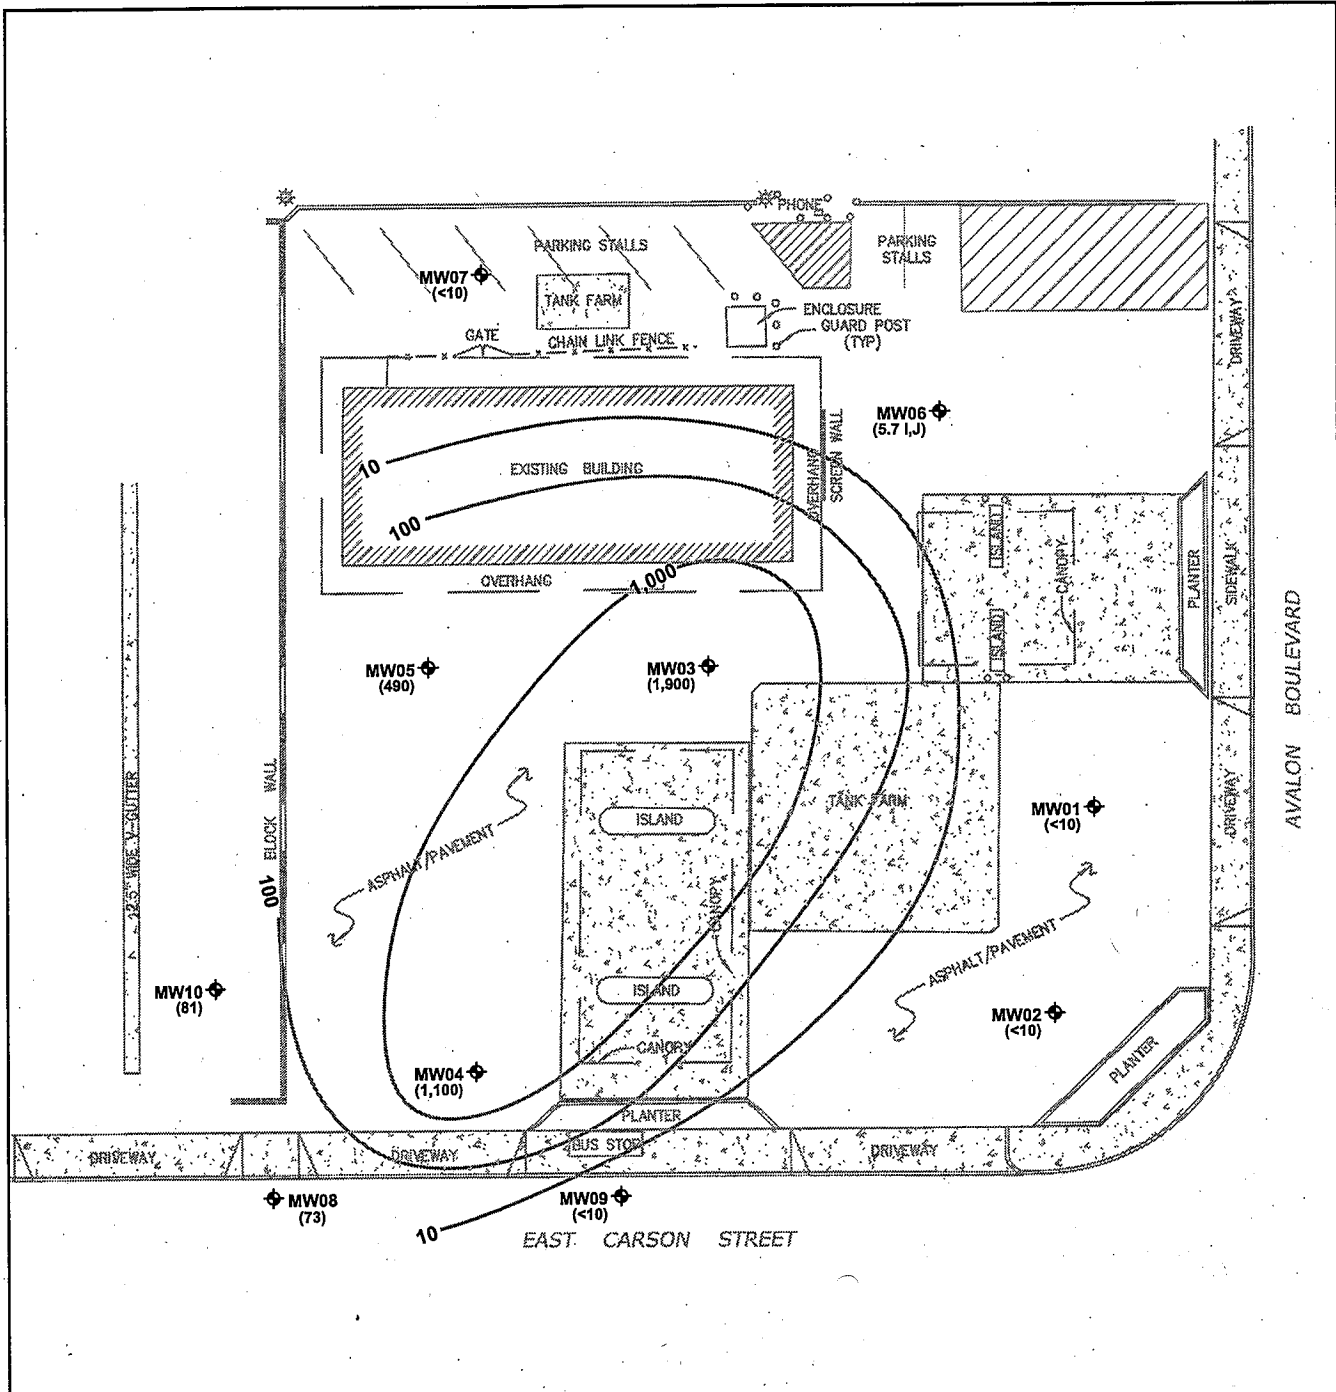 PHONE
PARKING STALLS
PARKING
STALLS
MW07
(<10)
TANK FARM
ENCLOSURE
GUARD POST
(TYP)
GATE
CHAIN LINK FENCE
DRIVEWAY
MW06
(5.7 I,J)
OVERHANG
SCREEN WALL
10
EXISTING BUILDING
100
ISLAND
CANOPY
PLANTER
SIDEWALK
OVERHANG
1,000
ISLAND
AVALON BOULEVARD
MW05
(490)
MW03
(1,900)
BLOCK WALL
12.5" WIDE V-GUTTER
ISLAND
TANK FARM
MW01
(<10)
DRIVEWAY
ASPHALT/PAVEMENT
100
CANOPY
ASPHALT/PAVEMENT
MW10
(81)
ISLAND
MW02
(<10)
CANOPY
PLANTER
MW04
(1,100)
PLANTER
DRIVEWAY
DRIVEWAY
BUS STOP
DRIVEWAY
MW08
(73)
MW09
(<10)
10
EAST CARSON STREET